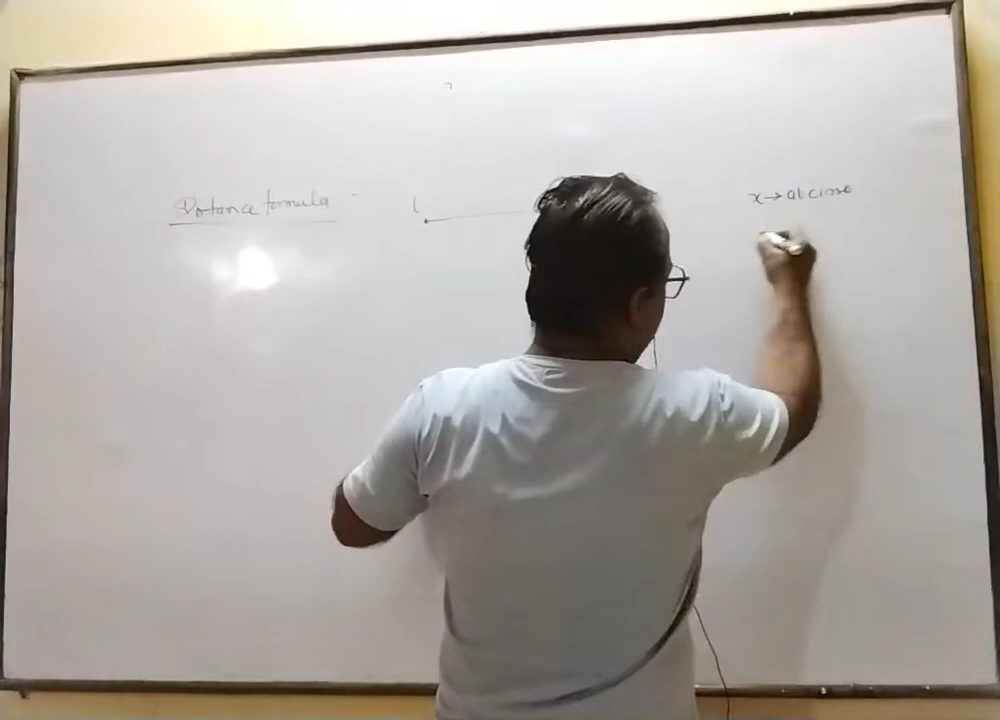 Distance formula -
x → abcisse